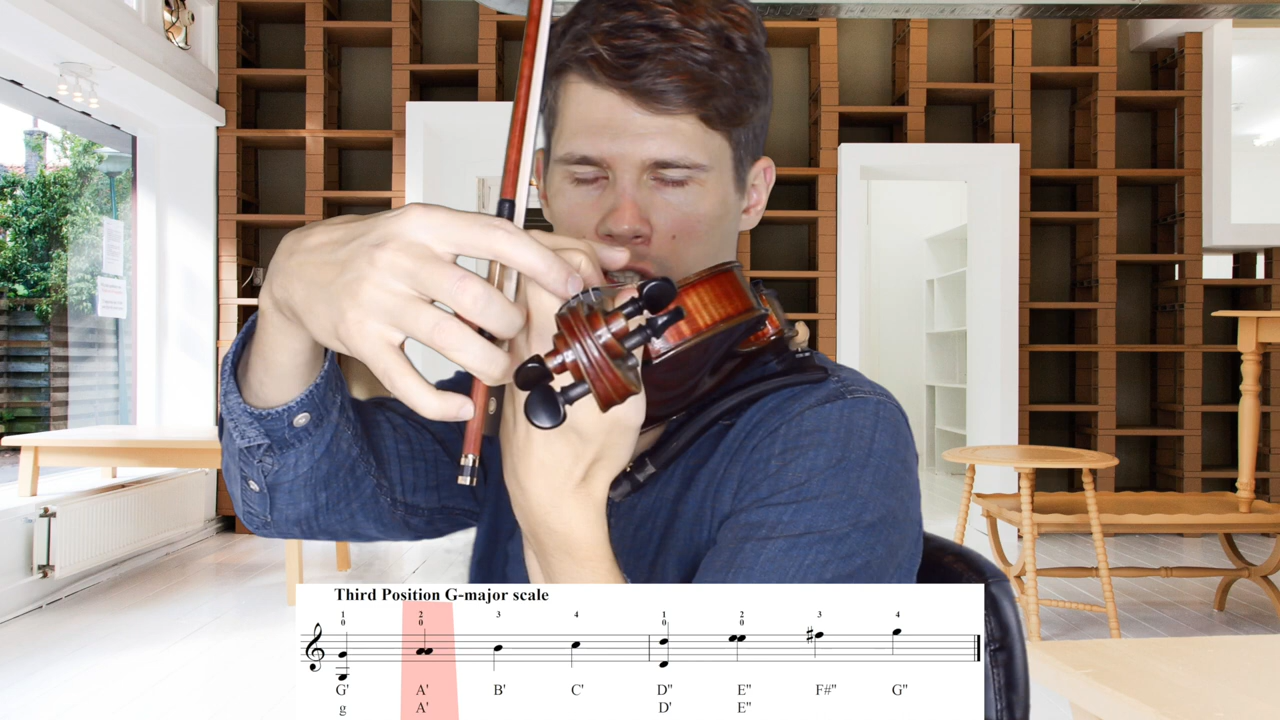 Third Position G-major scale
1 2 3 4 1 2 3 4
0 0 0 0
G' A' B' C' D'' E'' F#'' G''
g A' D' E''